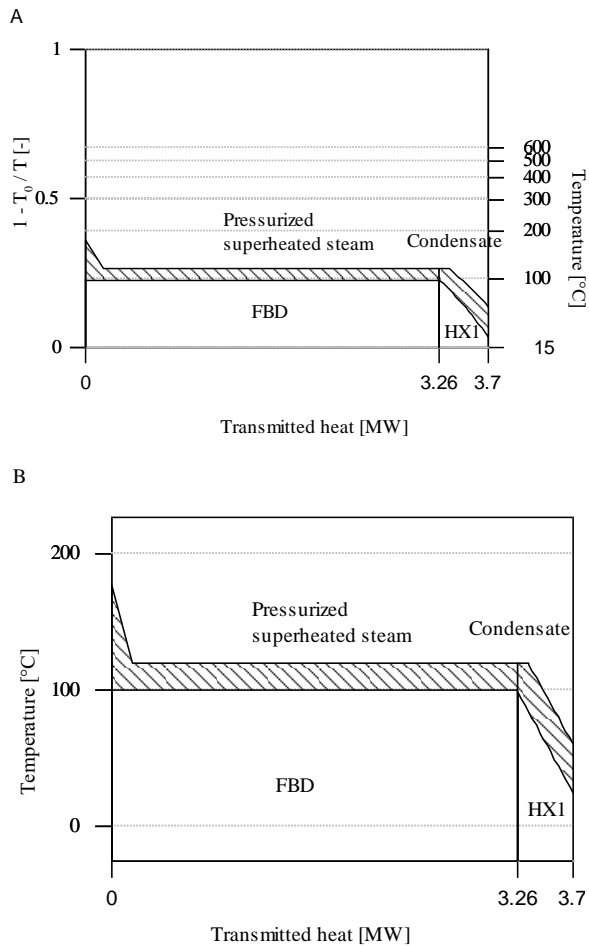 A
1
0.5
0
1 - T0 / T [-]
600
500
400
300
200
100
15
Temperature [°C]
Pressurized
superheated steam
Condensate
FBD
HX1
0
3.26
3.7
Transmitted heat [MW]
B
200
100
0
Temperature [°C]
Pressurized
superheated steam
Condensate
FBD
HX1
0
3.26
3.7
Transmitted heat [MW]